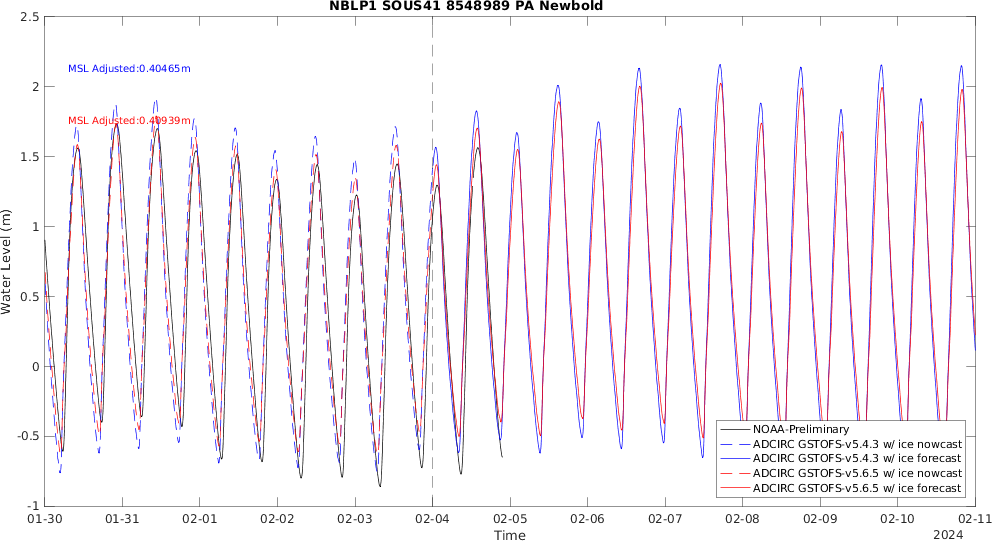 NBLP1 SOUS41 8548989 PA Newbold
2.5
MSL Adjusted:0.40465m
2
MSL Adjusted:0.40939m
1.5
Water Level (m)
1
0.5
0
-0.5
-1
NOAA-Preliminary
ADCIRC GSTOFS-v5.4.3 w/ ice nowcast
ADCIRC GSTOFS-v5.4.3 w/ ice forecast
ADCIRC GSTOFS-v5.6.5 w/ ice nowcast
ADCIRC GSTOFS-v5.6.5 w/ ice forecast
01-30 01-31 02-01 02-02 02-03 02-04 02-05 02-06 02-07 02-08 02-09 02-10 02-11
Time
2024